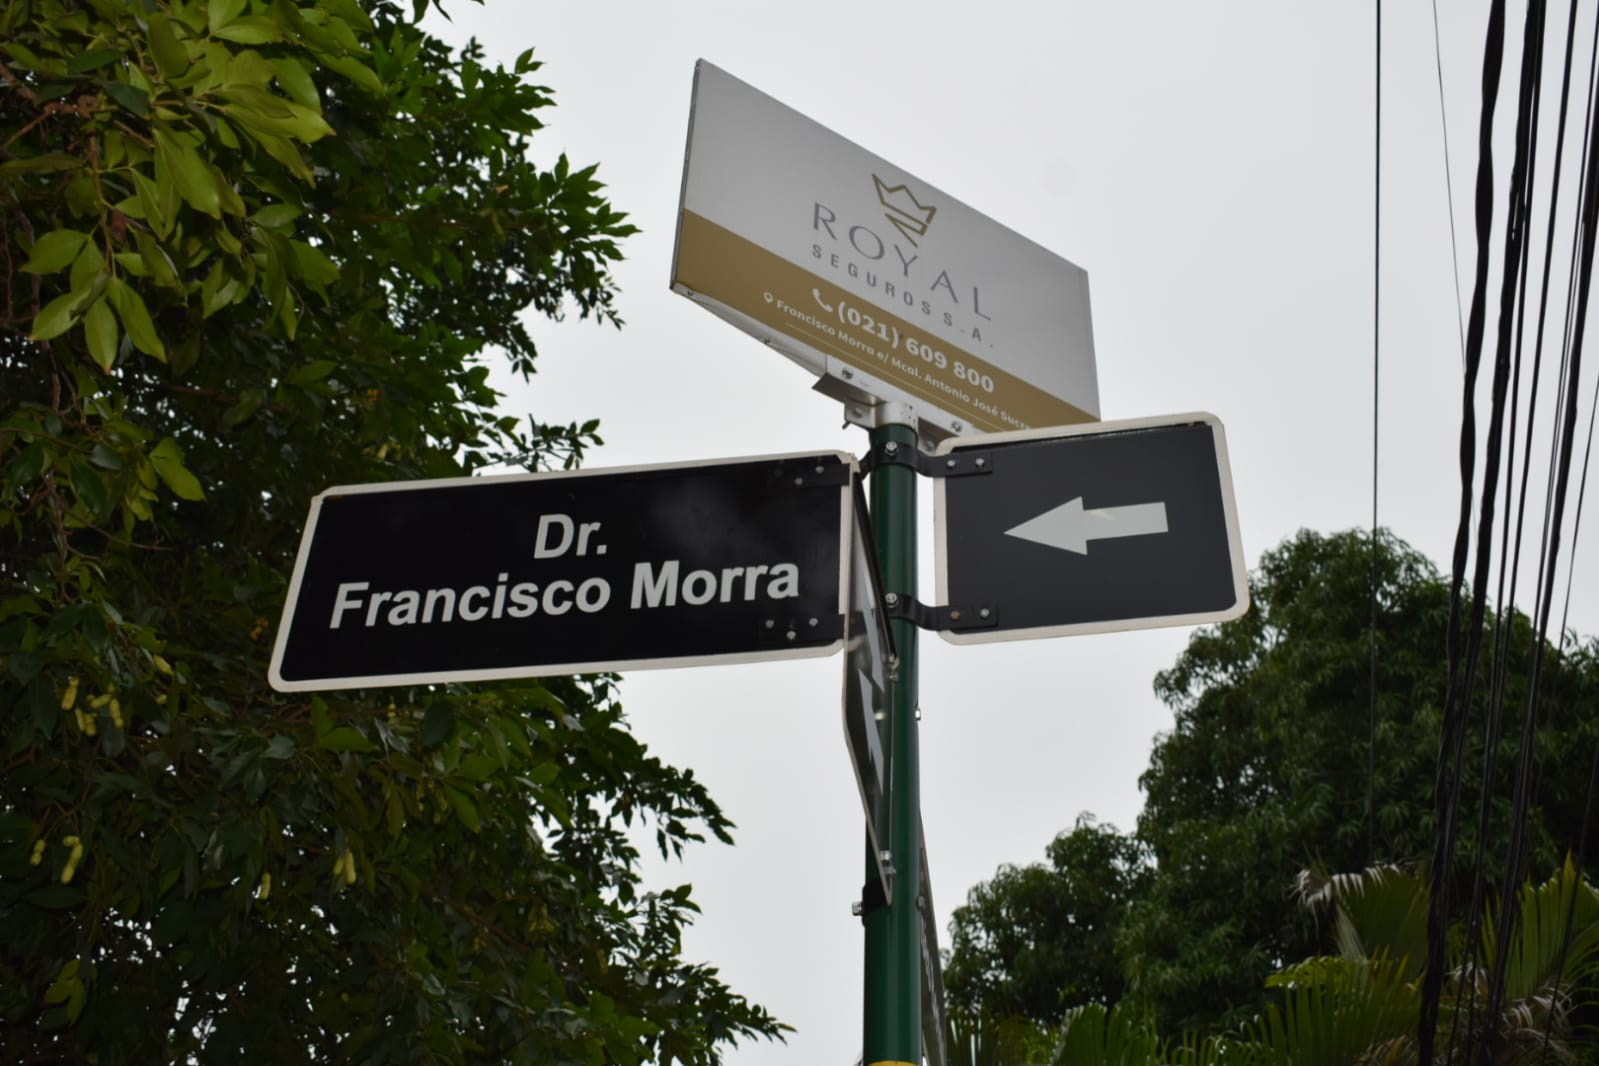 ROYAL
SEGUROS S.A.
(021) 609 800
Francisco Morra e/ Mcal. Antonio José Sucre
Dr.
Francisco Morra